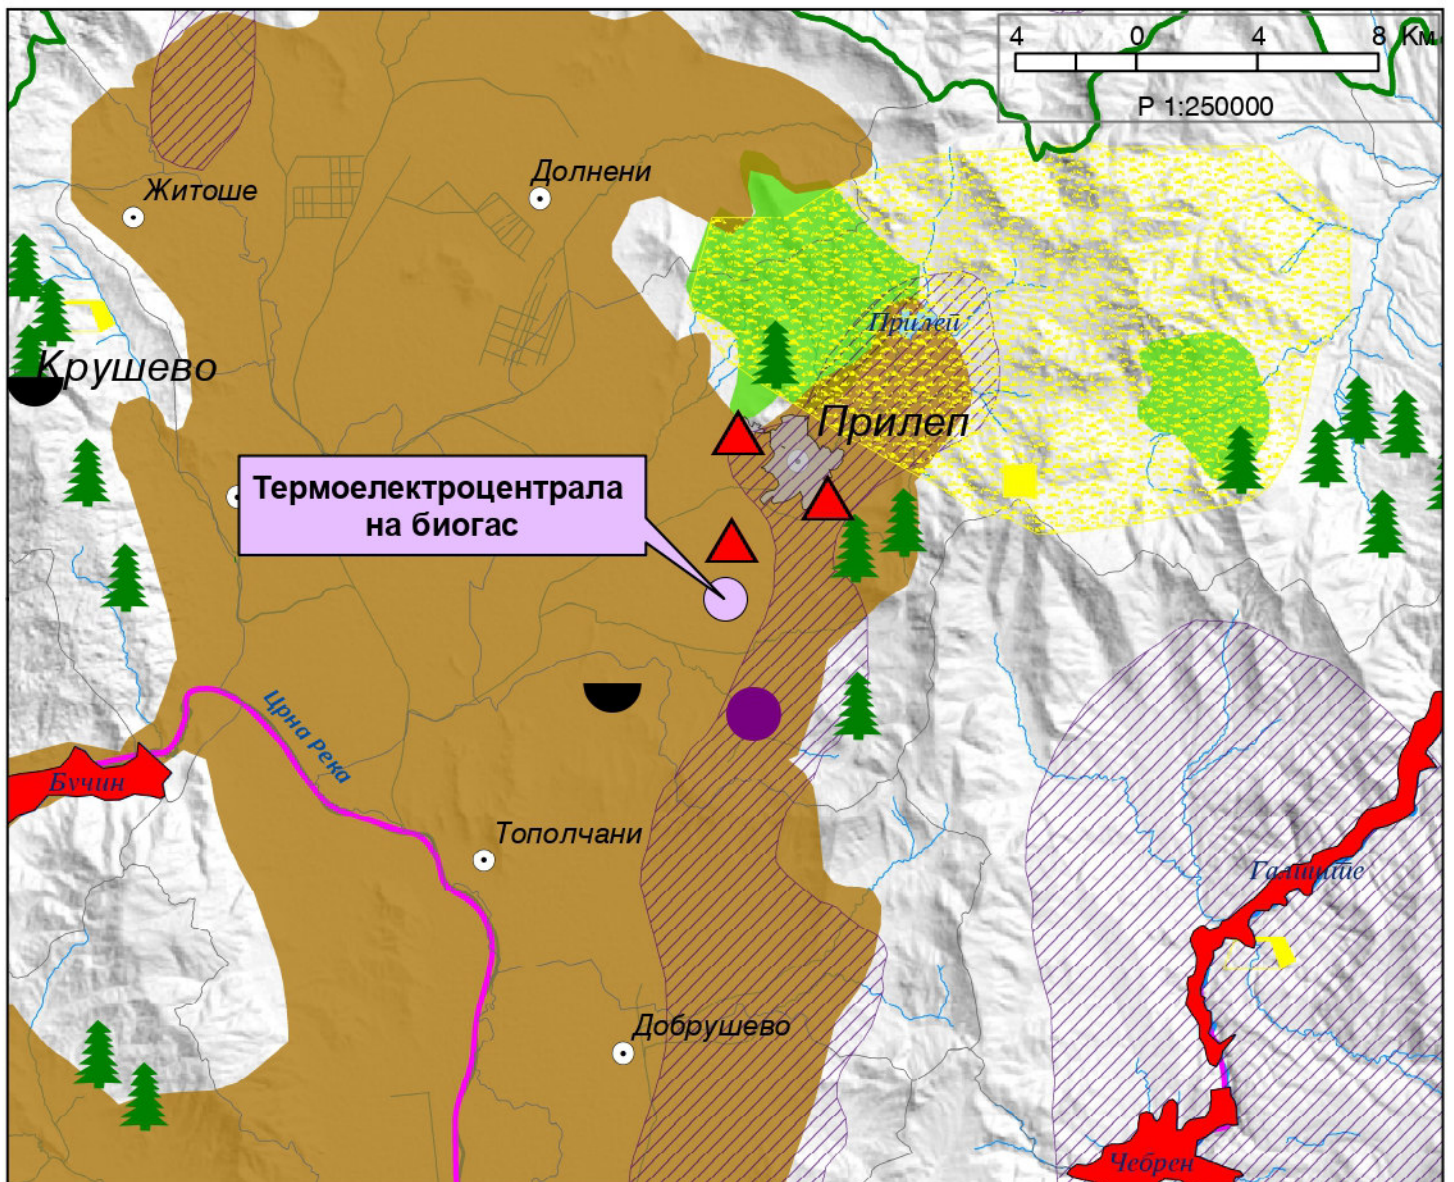 4 0 4 8 Км
Р 1:250000
Долнени
Житоше
Прилеп
Крушево
Прилеп
Термоелектроцентрала
на биогас
Црна Река
Бучин
Тополчани
Галиште
Добрушево
Чебрен